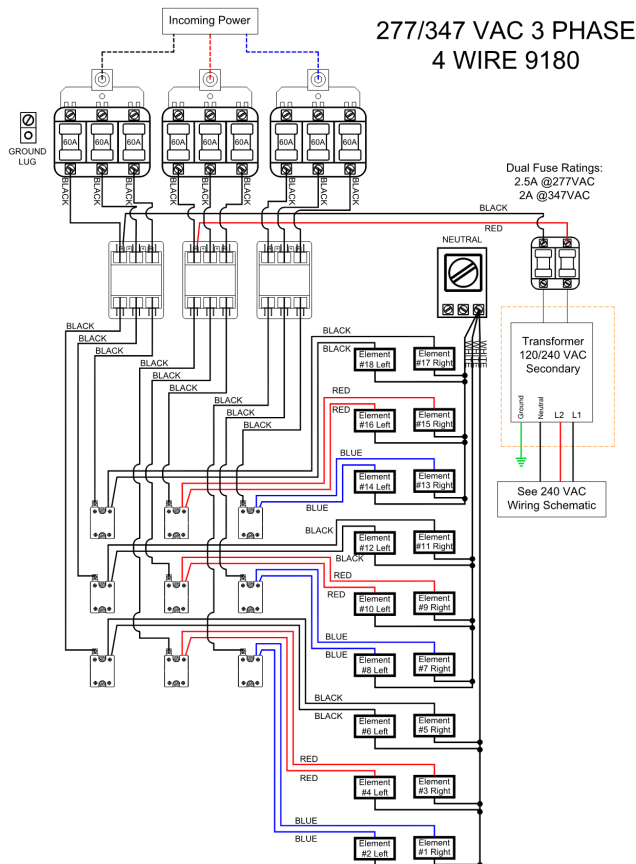 277/347 VAC 3 PHASE
4 WIRE 9180
Incoming Power
GROUND
LUG
60A
60A
60A
60A
60A
60A
60A
60A
60A
BLACK
BLACK
BLACK
BLACK
BLACK
BLACK
BLACK
BLACK
BLACK
Dual Fuse Ratings:
2.5A @277VAC
2A @347VAC
BLACK
RED
NEUTRAL
WHITE
WHITE
WHITE
Transformer
120/240 VAC
Secondary
Ground
Neutral
L2
L1
See 240 VAC
Wiring Schematic
BLACK
BLACK
BLACK
BLACK
BLACK
BLACK
BLACK
BLACK
BLACK
BLACK
BLACK
Element
#18 Left
Element
#17 Right
RED
RED
Element
#16 Left
Element
#15 Right
BLUE
BLUE
Element
#14 Left
Element
#13 Right
BLACK
BLACK
Element
#12 Left
Element
#11 Right
RED
RED
Element
#10 Left
Element
#9 Right
BLUE
BLUE
Element
#8 Left
Element
#7 Right
BLACK
BLACK
Element
#6 Left
Element
#5 Right
RED
RED
Element
#4 Left
Element
#3 Right
BLUE
BLUE
Element
#2 Left
Element
#1 Right